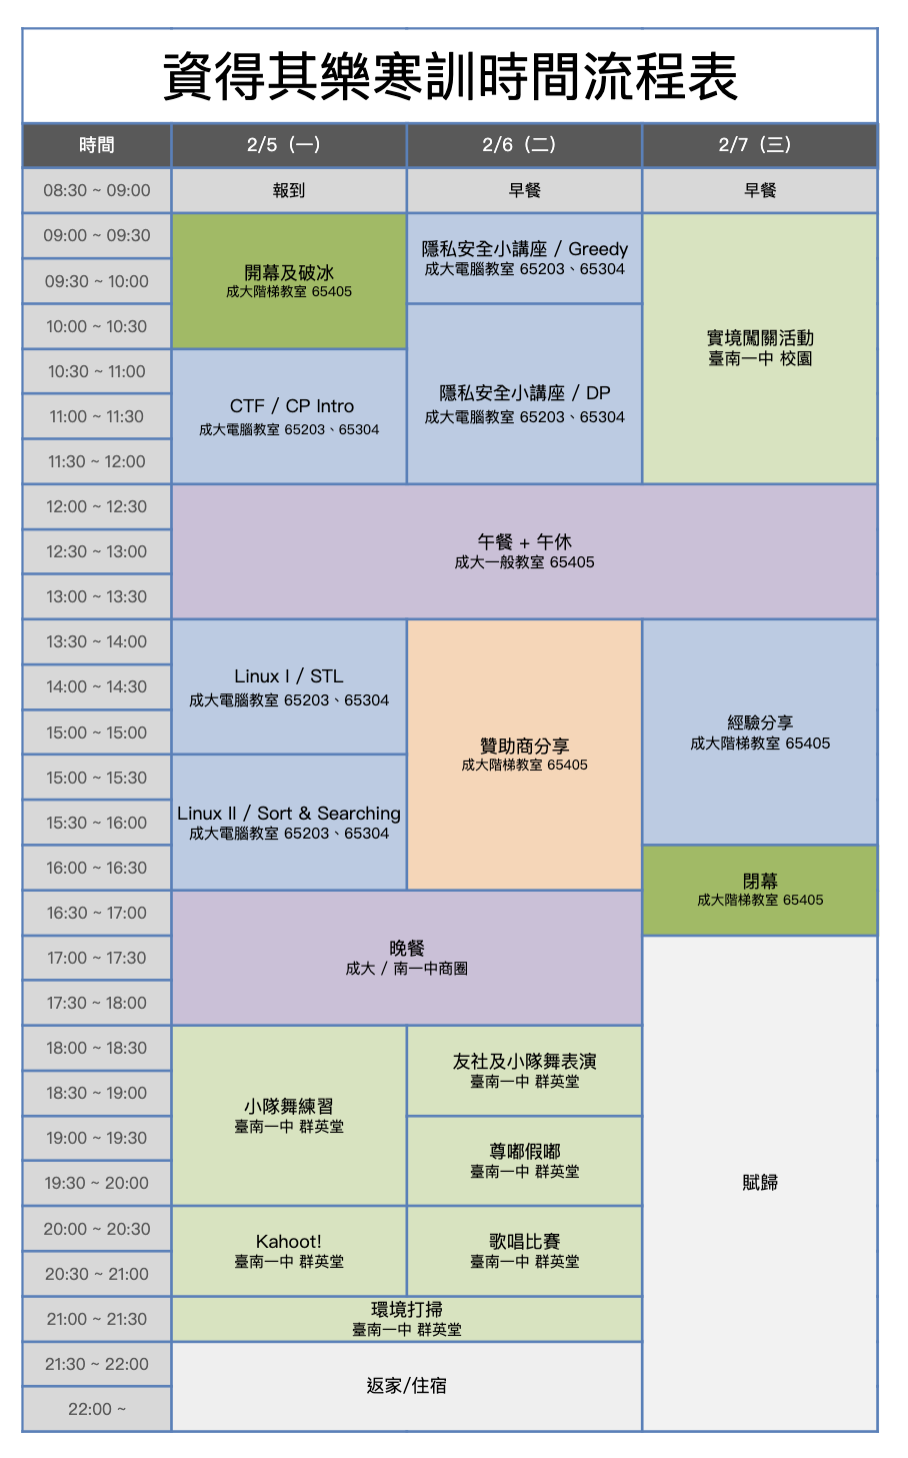 資得其樂寒訓時間流程表
時間
2/5（一）
2/6（二）
2/7（三）
08:30 ~ 09:00
報到
早餐
早餐
09:00 ~ 09:30
09:30 ~ 10:00
10:00 ~ 10:30
開幕及破冰
成大階梯教室 65405
隱私安全小講座 / Greedy
成大電腦教室 65203、65304
實境闖關活動
臺南一中 校園
10:30 ~ 11:00
11:00 ~ 11:30
11:30 ~ 12:00
CTF / CP Intro
成大電腦教室 65203、65304
隱私安全小講座 / DP
成大電腦教室 65203、65304
12:00 ~ 12:30
12:30 ~ 13:00
13:00 ~ 13:30
午餐 + 午休
成大一般教室 65405
13:30 ~ 14:00
14:00 ~ 14:30
15:00 ~ 15:00
Linux I / STL
成大電腦教室 65203、65304
贊助商分享
成大階梯教室 65405
經驗分享
成大階梯教室 65405
15:00 ~ 15:30
15:30 ~ 16:00
16:00 ~ 16:30
Linux II / Sort & Searching
成大電腦教室 65203、65304
閉幕
成大階梯教室 65405
16:30 ~ 17:00
17:00 ~ 17:30
17:30 ~ 18:00
晚餐
成大 / 南一中商圈
18:00 ~ 18:30
18:30 ~ 19:00
19:00 ~ 19:30
19:30 ~ 20:00
小隊舞練習
臺南一中 群英堂
友社及小隊舞表演
臺南一中 群英堂
尊嘟假嘟
臺南一中 群英堂
賦歸
20:00 ~ 20:30
20:30 ~ 21:00
Kahoot!
臺南一中 群英堂
歌唱比賽
臺南一中 群英堂
21:00 ~ 21:30
環境打掃
臺南一中 群英堂
21:30 ~ 22:00
22:00 ~
返家/住宿